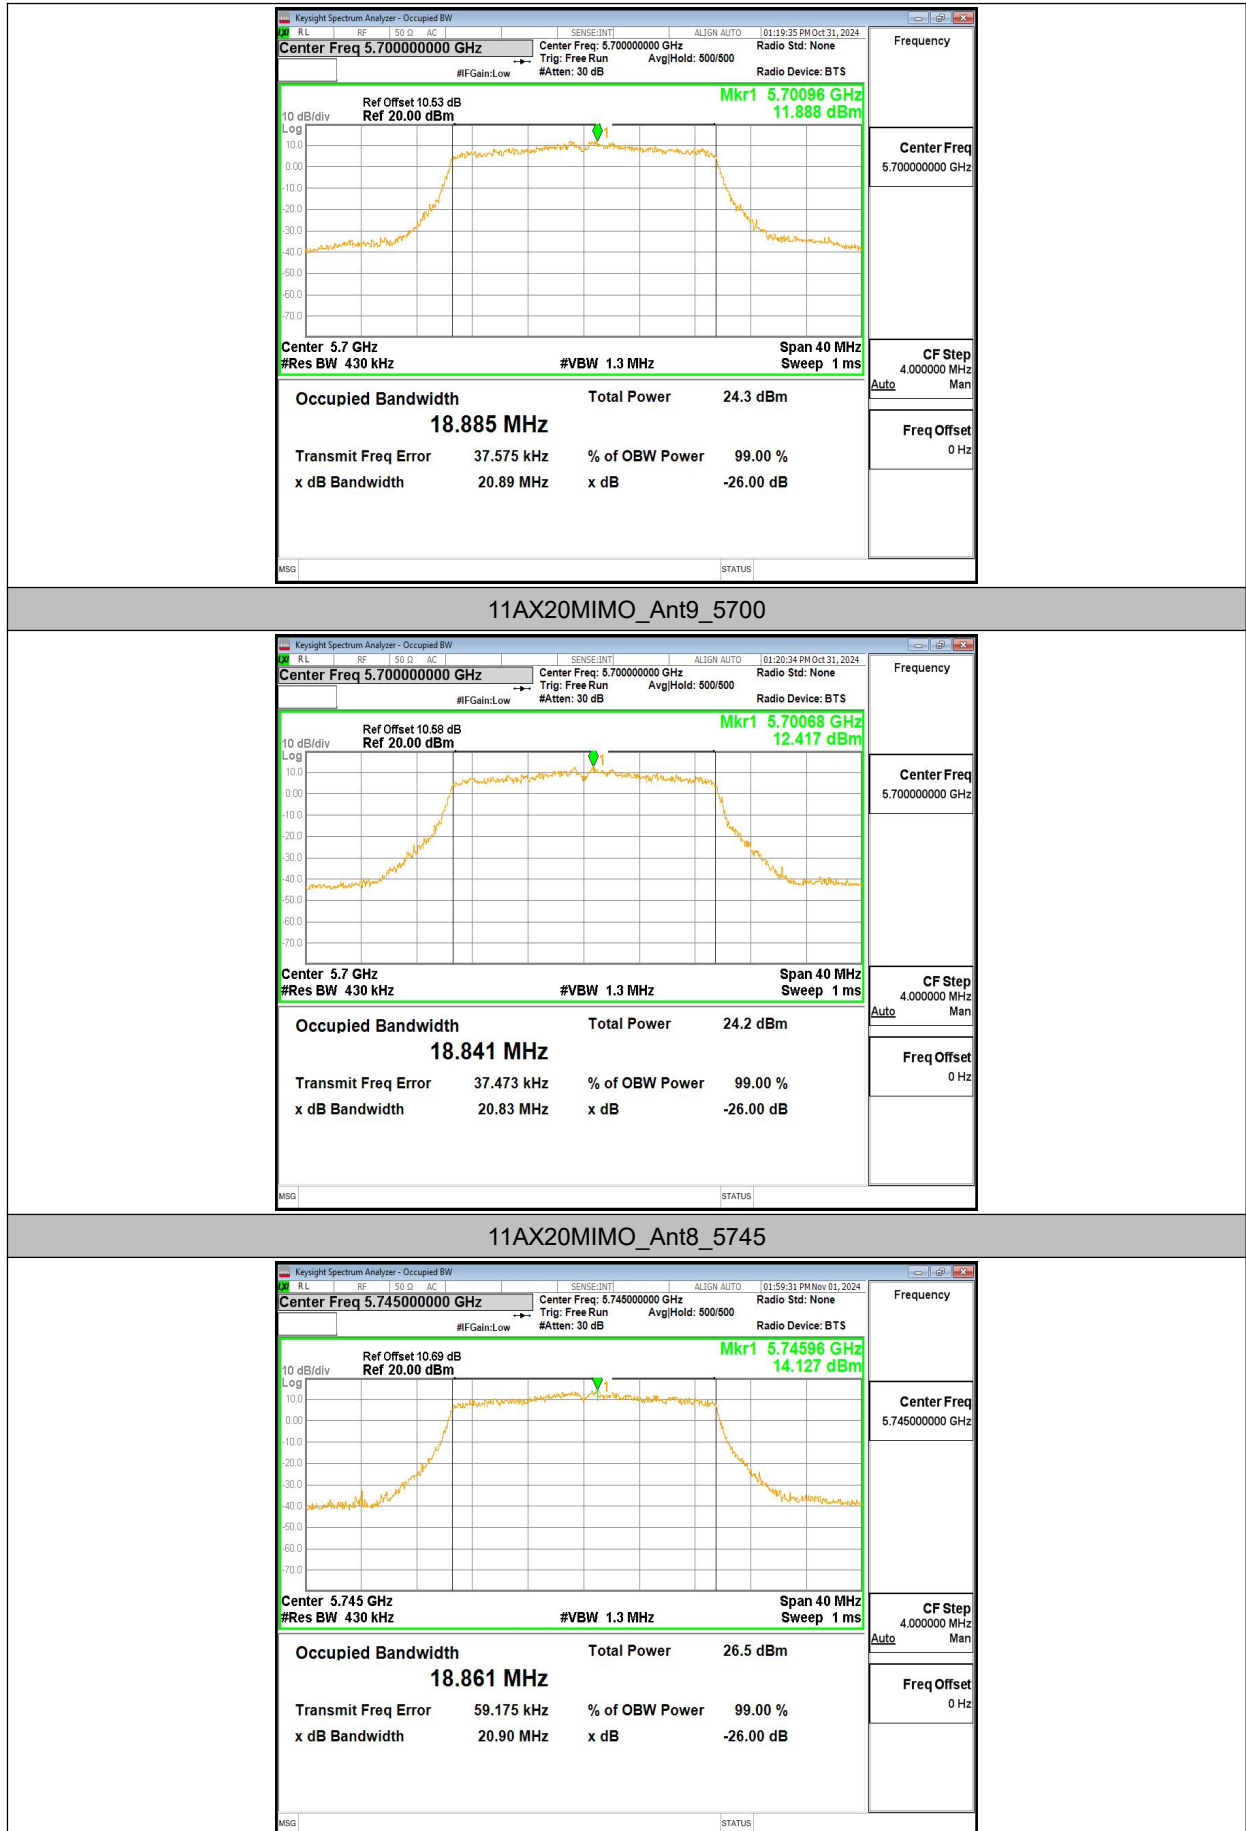 Keysight Spectrum Analyzer - Occupied BW
LXI RL RF 50 Ω AC SENSE:INT ALIGN AUTO 01:19:35 PM Oct 31, 2024
Center Freq 5.700000000 GHz
Center Freq: 5.700000000 GHz Radio Std: None
Trig: Free Run Avg|Hold: 500/500
#IFGain:Low #Atten: 30 dB Radio Device: BTS
Frequency
Mkr1 5.70096 GHz
11.888 dBm
Ref Offset 10.53 dB
10 dB/div Ref 20.00 dBm
Log
1
10.0
0.00
-10.0
-20.0
-30.0
-40.0
-50.0
-60.0
-70.0
Center Freq
5.700000000 GHz
Center 5.7 GHz Span 40 MHz
#Res BW 430 kHz #VBW 1.3 MHz Sweep 1 ms
CF Step
4.000000 MHz
Auto Man
Occupied Bandwidth Total Power 24.3 dBm
18.885 MHz
Transmit Freq Error 37.575 kHz % of OBW Power 99.00 %
x dB Bandwidth 20.89 MHz x dB -26.00 dB
Freq Offset
0 Hz
MSG STATUS
11AX20MIMO_Ant9_5700
Keysight Spectrum Analyzer - Occupied BW
LXI RL RF 50 Ω AC SENSE:INT ALIGN AUTO 01:20:34 PM Oct 31, 2024
Center Freq 5.700000000 GHz
Center Freq: 5.700000000 GHz Radio Std: None
Trig: Free Run Avg|Hold: 500/500
#IFGain:Low #Atten: 30 dB Radio Device: BTS
Frequency
Mkr1 5.70068 GHz
12.417 dBm
Ref Offset 10.58 dB
10 dB/div Ref 20.00 dBm
Log
1
10.0
0.00
-10.0
-20.0
-30.0
-40.0
-50.0
-60.0
-70.0
Center Freq
5.700000000 GHz
Center 5.7 GHz Span 40 MHz
#Res BW 430 kHz #VBW 1.3 MHz Sweep 1 ms
CF Step
4.000000 MHz
Auto Man
Occupied Bandwidth Total Power 24.2 dBm
18.841 MHz
Transmit Freq Error 37.473 kHz % of OBW Power 99.00 %
x dB Bandwidth 20.83 MHz x dB -26.00 dB
Freq Offset
0 Hz
MSG STATUS
11AX20MIMO_Ant8_5745
Keysight Spectrum Analyzer - Occupied BW
LXI RL RF 50 Ω AC SENSE:INT ALIGN AUTO 01:59:31 PM Nov 01, 2024
Center Freq 5.745000000 GHz
Center Freq: 5.745000000 GHz Radio Std: None
Trig: Free Run Avg|Hold: 500/500
#IFGain:Low #Atten: 30 dB Radio Device: BTS
Frequency
Mkr1 5.74596 GHz
14.127 dBm
Ref Offset 10.69 dB
10 dB/div Ref 20.00 dBm
Log
1
10.0
0.00
-10.0
-20.0
-30.0
-40.0
-50.0
-60.0
-70.0
Center Freq
5.745000000 GHz
Center 5.745 GHz Span 40 MHz
#Res BW 430 kHz #VBW 1.3 MHz Sweep 1 ms
CF Step
4.000000 MHz
Auto Man
Occupied Bandwidth Total Power 26.5 dBm
18.861 MHz
Transmit Freq Error 59.175 kHz % of OBW Power 99.00 %
x dB Bandwidth 20.90 MHz x dB -26.00 dB
Freq Offset
0 Hz
MSG STATUS